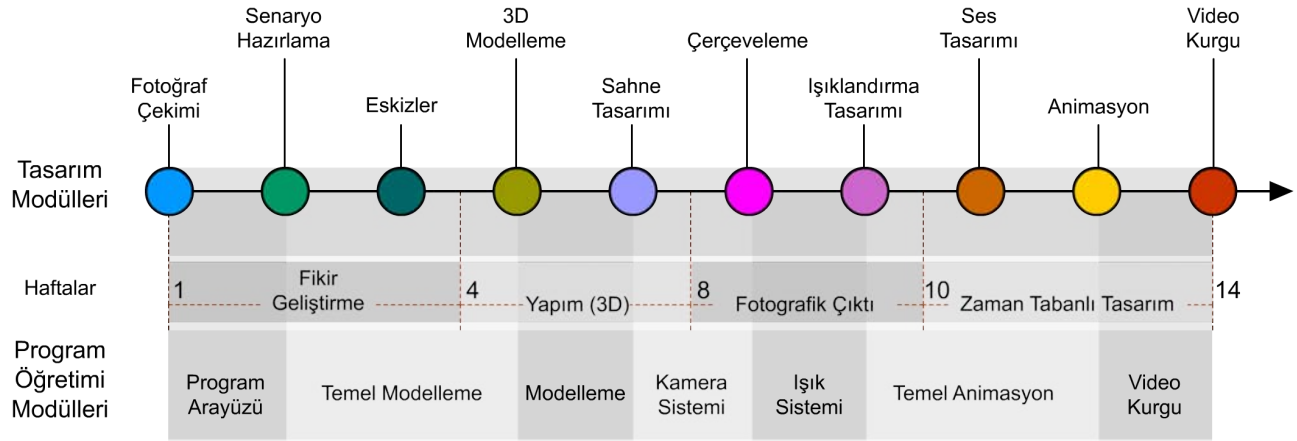 Senaryo
Hazırlama
3D
Modelleme
Çerçeveleme
Ses
Tasarımı
Video
Kurgu
Fotoğraf
Çekimi
Eskizler
Sahne
Tasarımı
Işıklandırma
Tasarımı
Animasyon
Tasarım
Modülleri
Haftalar
1
Fikir
Geliştirme
4
Yapım (3D)
8
Fotografik Çıktı
10
Zaman Tabanlı Tasarım
14
Program
Öğretimi
Modülleri
Program
Arayüzü
Temel Modelleme
Modelleme
Kamera
Sistemi
Işık
Sistemi
Temel Animasyon
Video
Kurgu